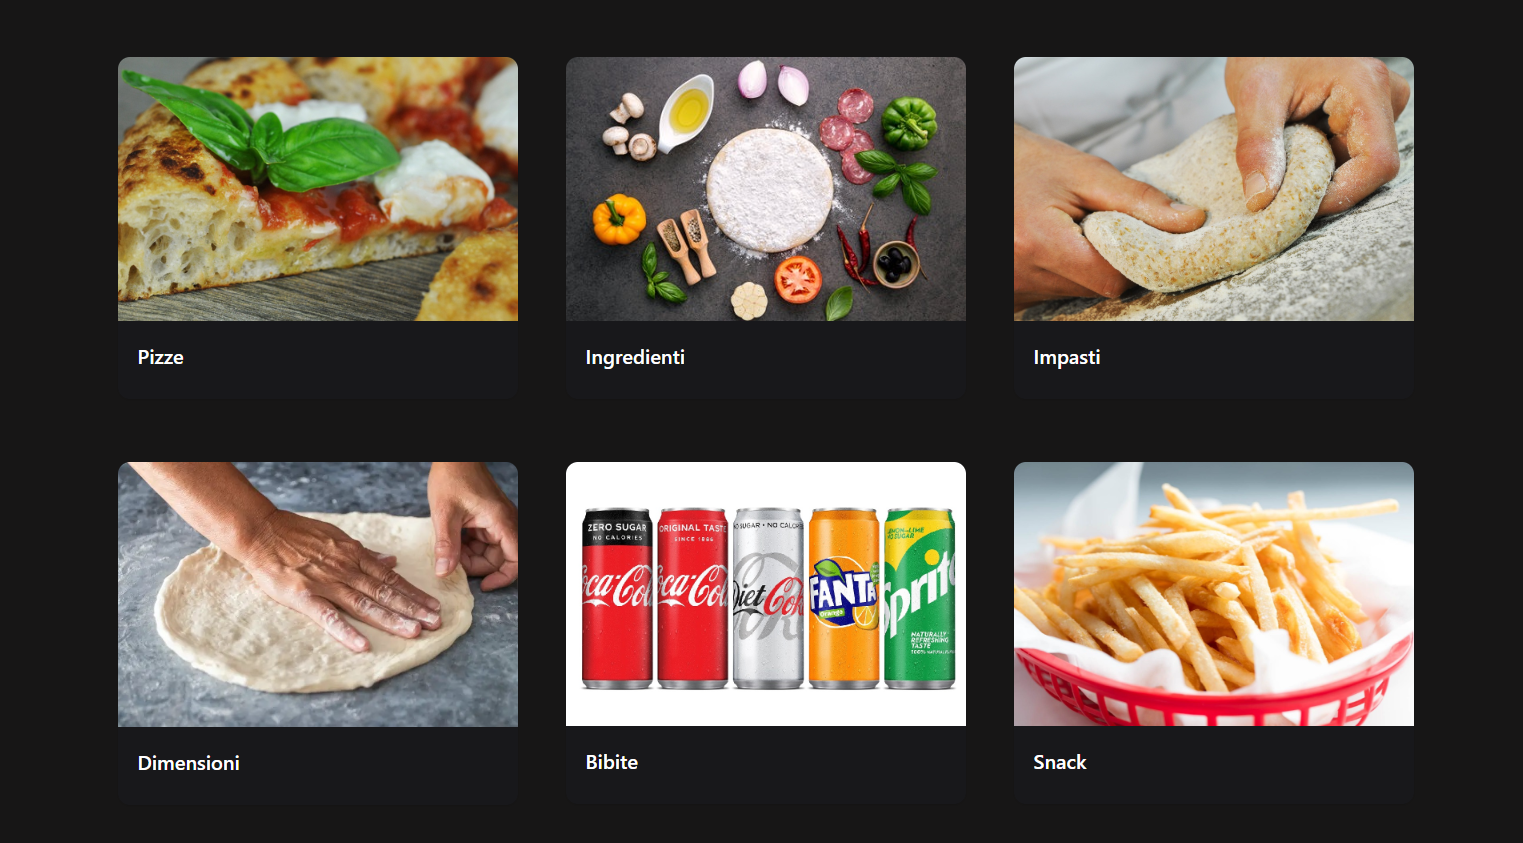 Pizze
Ingredienti
Impasti
ZERO SUGAR
NO CALORIES
ORIGINAL TASTE
SINCE 1886
NO SUGAR • NO CALORIES
Coca-Cola
Coca-Cola
Diet Coke
FANTA
Orange
LEMON-LIME
NO SUGAR
Sprite
NATURALLY
REFRESHING
TASTE
Dimensioni
Bibite
Snack